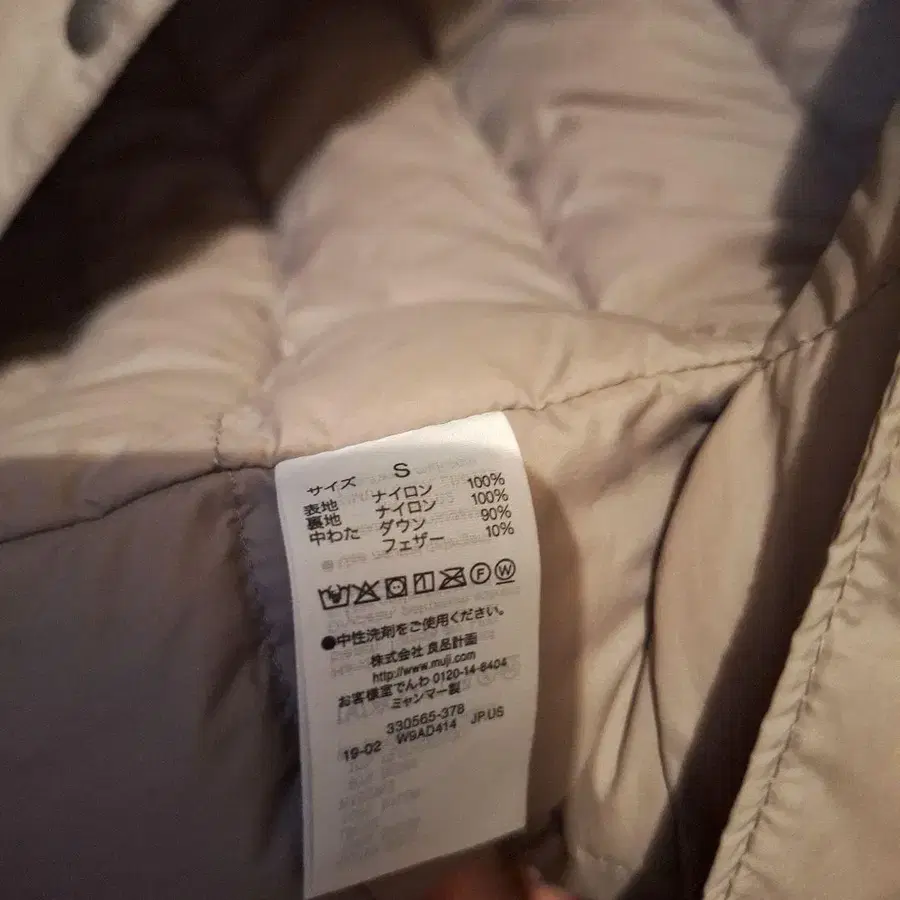 サイズ S
表地 ナイロン 100%
裏地 ナイロン 100%
中わた ダウン 90%
フェザー 10%
F W
●中性洗剤をご使用ください。
株式会社 良品計画
http://www.muji.com
お客様室でんわ 0120-14-6404
ミャンマー製
330565-378
19-02 W9AD414 JP.US